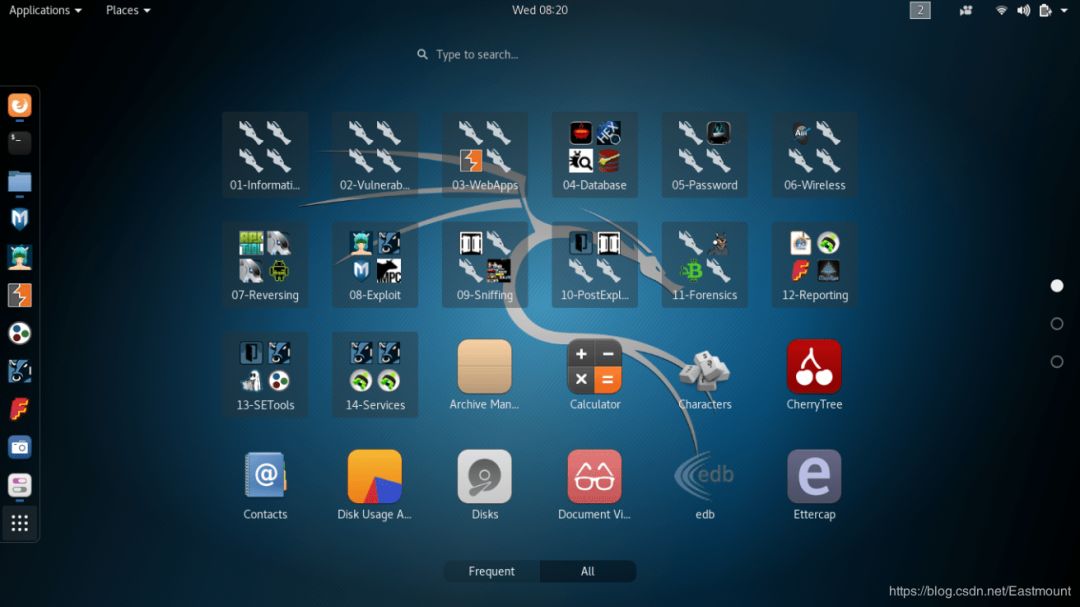 Applications Places Wed 08:20 2
Type to search...
01-Informati... 02-Vulnerab... 03-WebApps 04-Database 05-Password 06-Wireless
07-Reversing 08-Exploit 09-Sniffing 10-PostExpl... 11-Forensics 12-Reporting
13-SETools 14-Services Archive Man... Calculator Characters CherryTree
Contacts Disk Usage A... Disks Document Vi... edb Ettercap
Frequent All
https://blog.csdn.net/Eastmount